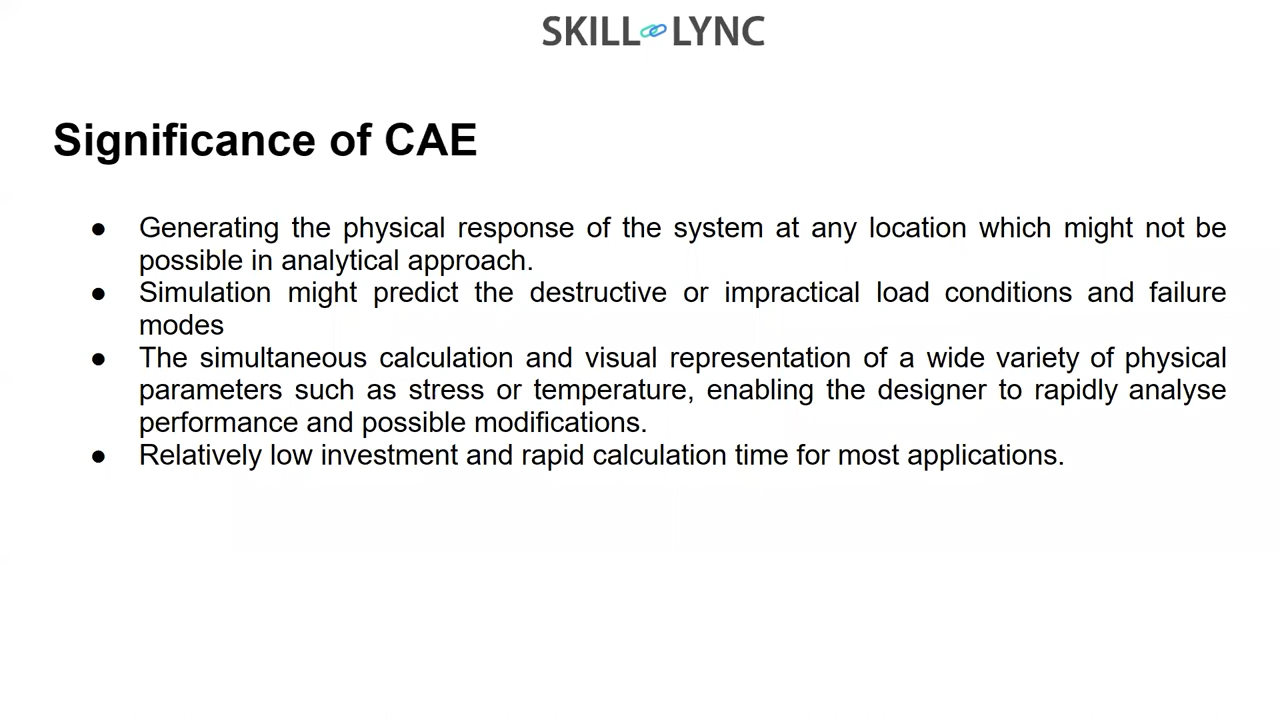 SKILL LYNC
Significance of CAE
● Generating the physical response of the system at any location which might not be
possible in analytical approach.
● Simulation might predict the destructive or impractical load conditions and failure
modes
● The simultaneous calculation and visual representation of a wide variety of physical
parameters such as stress or temperature, enabling the designer to rapidly analyse
performance and possible modifications.
● Relatively low investment and rapid calculation time for most applications.